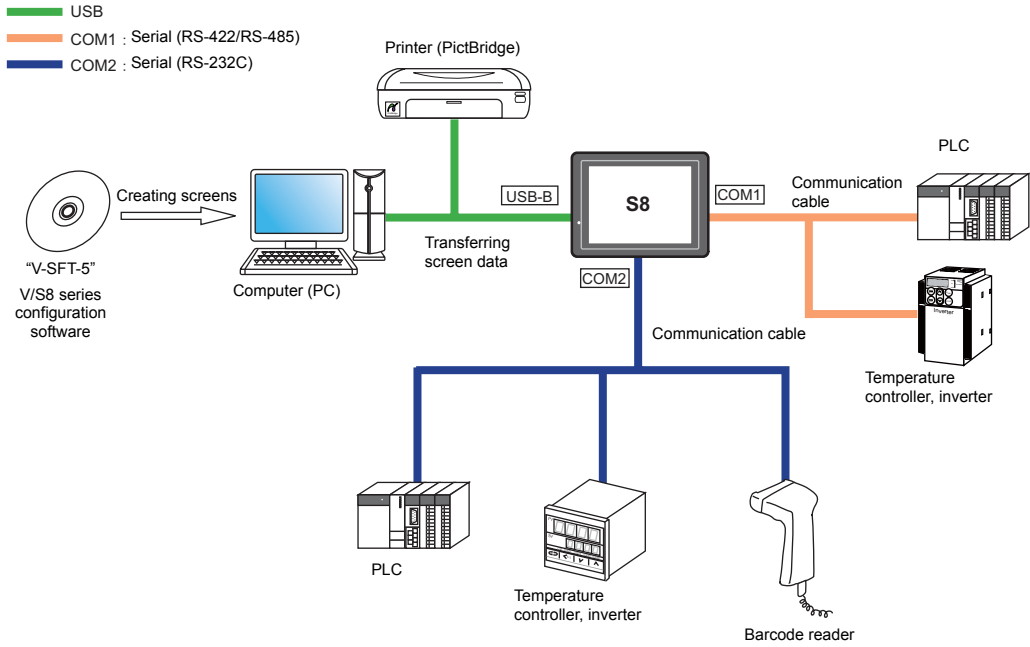 USB
COM1 : Serial (RS-422/RS-485)
COM2 : Serial (RS-232C)
Printer (PictBridge)
PLC
Creating screens
USB-B
S8
COM1
Communication
cable
"V-SFT-5"
V/S8 series
configuration
software
Computer (PC)
Transferring
screen data
COM2
Inverter
Communication cable
Temperature
controller, inverter
PLC
Temperature
controller, inverter
Barcode reader